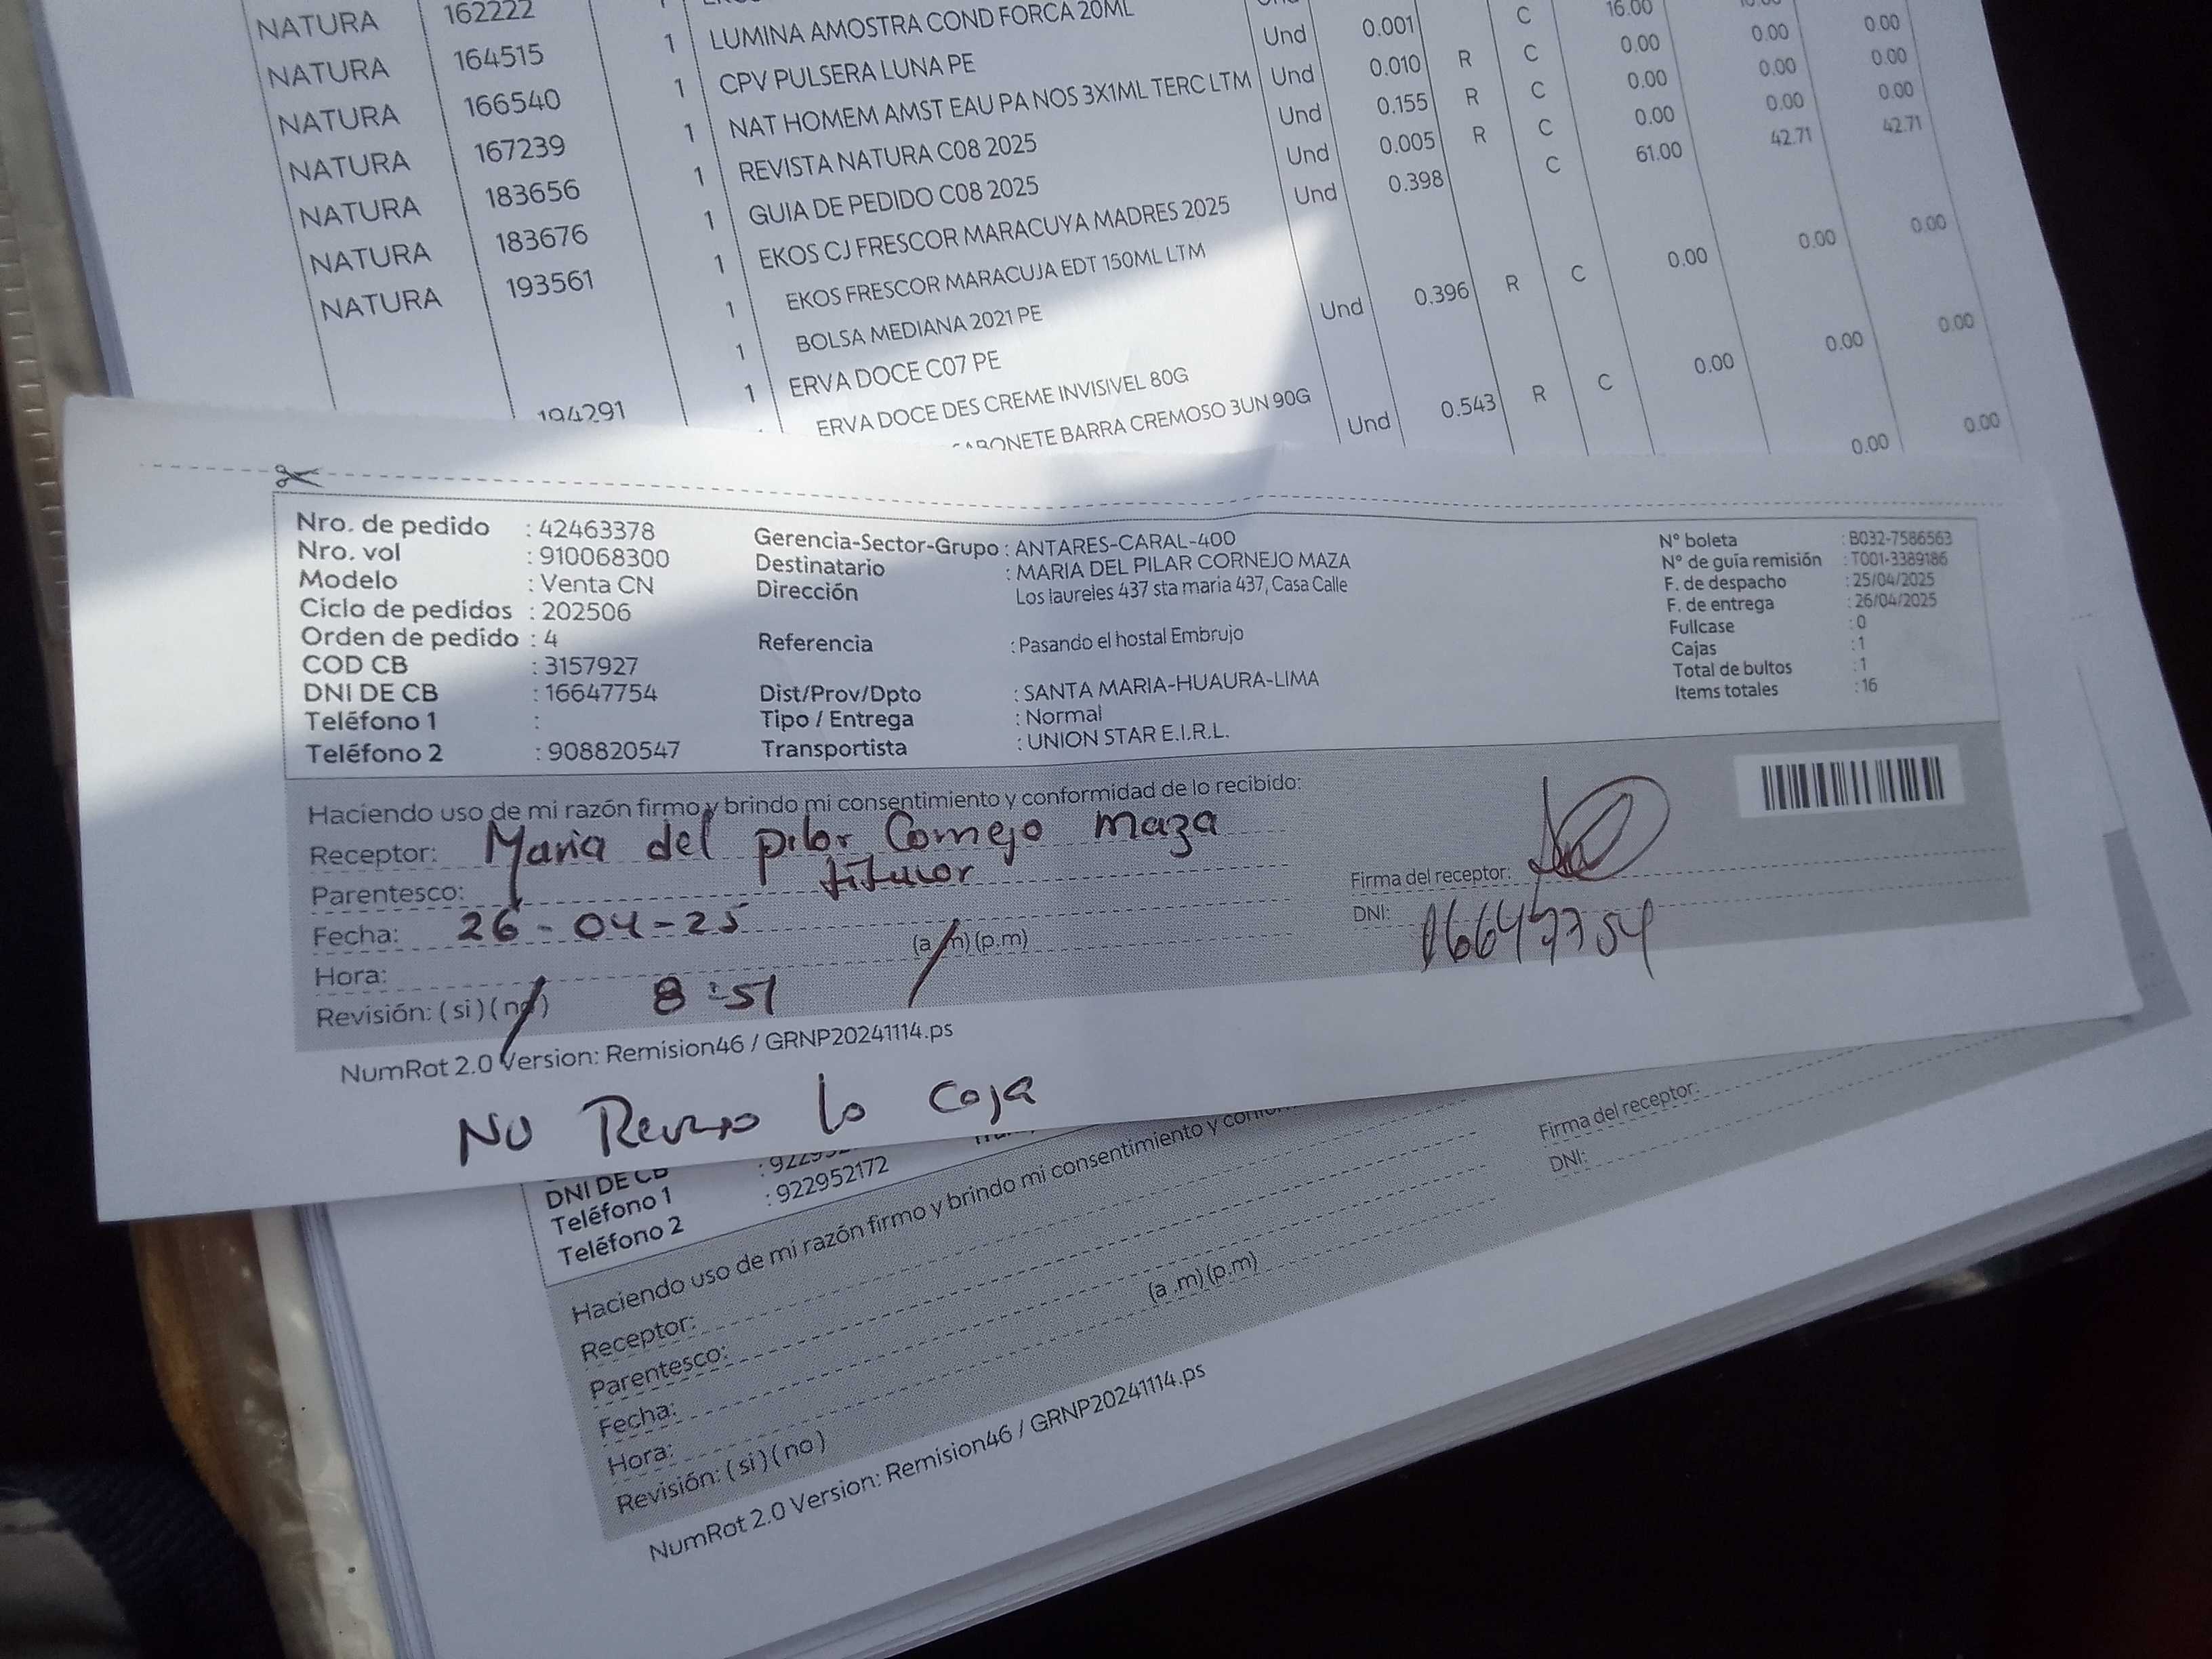 NATURA 162222 1
NATURA 164515 1 LUMINA AMOSTRA COND FORCA 20ML Und 0.001 C 16.00
NATURA 166540 1 CPV PULSERA LUNA PE Und 0.010 R C 0.00 0.00 0.00
NATURA 167239 1 NAT HOMEM AMST EAU PA NOS 3X1ML TERC LTM Und 0.155 R C 0.00 0.00 0.00
NATURA 183656 1 REVISTA NATURA C08 2025 Und 0.005 R C 0.00 0.00 0.00
NATURA 183676 1 GUIA DE PEDIDO C08 2025 Und 0.398 C 61.00 42.71 42.71
NATURA 193561 1 EKOS CJ FRESCOR MARACUYA MADRES 2025
1 EKOS FRESCOR MARACUJA EDT 150ML LTM Und 0.396 R C 0.00 0.00 0.00
1 BOLSA MEDIANA 2021 PE
194291 1 ERVA DOCE C07 PE Und 0.543 R C 0.00 0.00 0.00
ERVA DOCE DES CREME INVISIVEL 80G
BARRA CREMOSO 3UN 90G 0.00 0.00
Nro. de pedido : 42463378
Nro. vol : 910068300
Modelo : Venta CN
Ciclo de pedidos : 202506
Orden de pedido : 4
COD CB : 3157927
DNI DE CB : 16647754
Teléfono 1 :
Teléfono 2 : 908820547
Gerencia-Sector-Grupo : ANTARES-CARAL-400
Destinatario : MARIA DEL PILAR CORNEJO MAZA
Dirección Los laureles 437 sta maria 437, Casa Calle
Referencia : Pasando el hostal Embrujo
Dist/Prov/Dpto : SANTA MARIA-HUAURA-LIMA
Tipo / Entrega : Normal
Transportista : UNION STAR E.I.R.L.
N° boleta : B032-7586563
N° de guía remisión : T001-3389186
F. de despacho : 25/04/2025
F. de entrega : 26/04/2025
Fullcase : 0
Cajas : 1
Total de bultos : 1
Items totales : 16
Haciendo uso de mi razón firmo y brindo mi consentimiento y conformidad de lo recibido:
Receptor: Maria del pilar Cornejo maza
Parentesco: titular
Fecha: 26-04-25
Hora: 8:51 (a.m)(p.m)
Revisión: (si)(no)
Firma del receptor:
DNI: 16647754
NumRot 2.0 Version: Remision46 / GRNP20241114.ps
NO Reviso la caja
DNI DE CB
Teléfono 1
Teléfono 2 : 922952172
Haciendo uso de mi razón firmo y brindo mi consentimiento y
Receptor:
Parentesco:
Fecha:
Hora: (a .m)(p.m)
Revisión: (si)(no)
Firma del receptor:
DNI:
NumRot 2.0 Version: Remision46 / GRNP20241114.ps